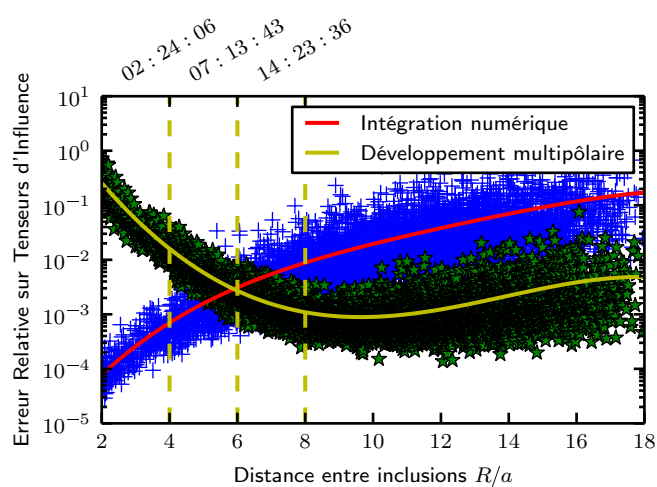 02 : 24 : 06
07 : 13 : 43
14 : 23 : 36
Erreur Relative sur Tenseurs d'Influence
10^1
10^0
10^-1
10^-2
10^-3
10^-4
10^-5
Intégration numérique
Développement multipôlaire
2 4 6 8 10 12 14 16 18
Distance entre inclusions R/a